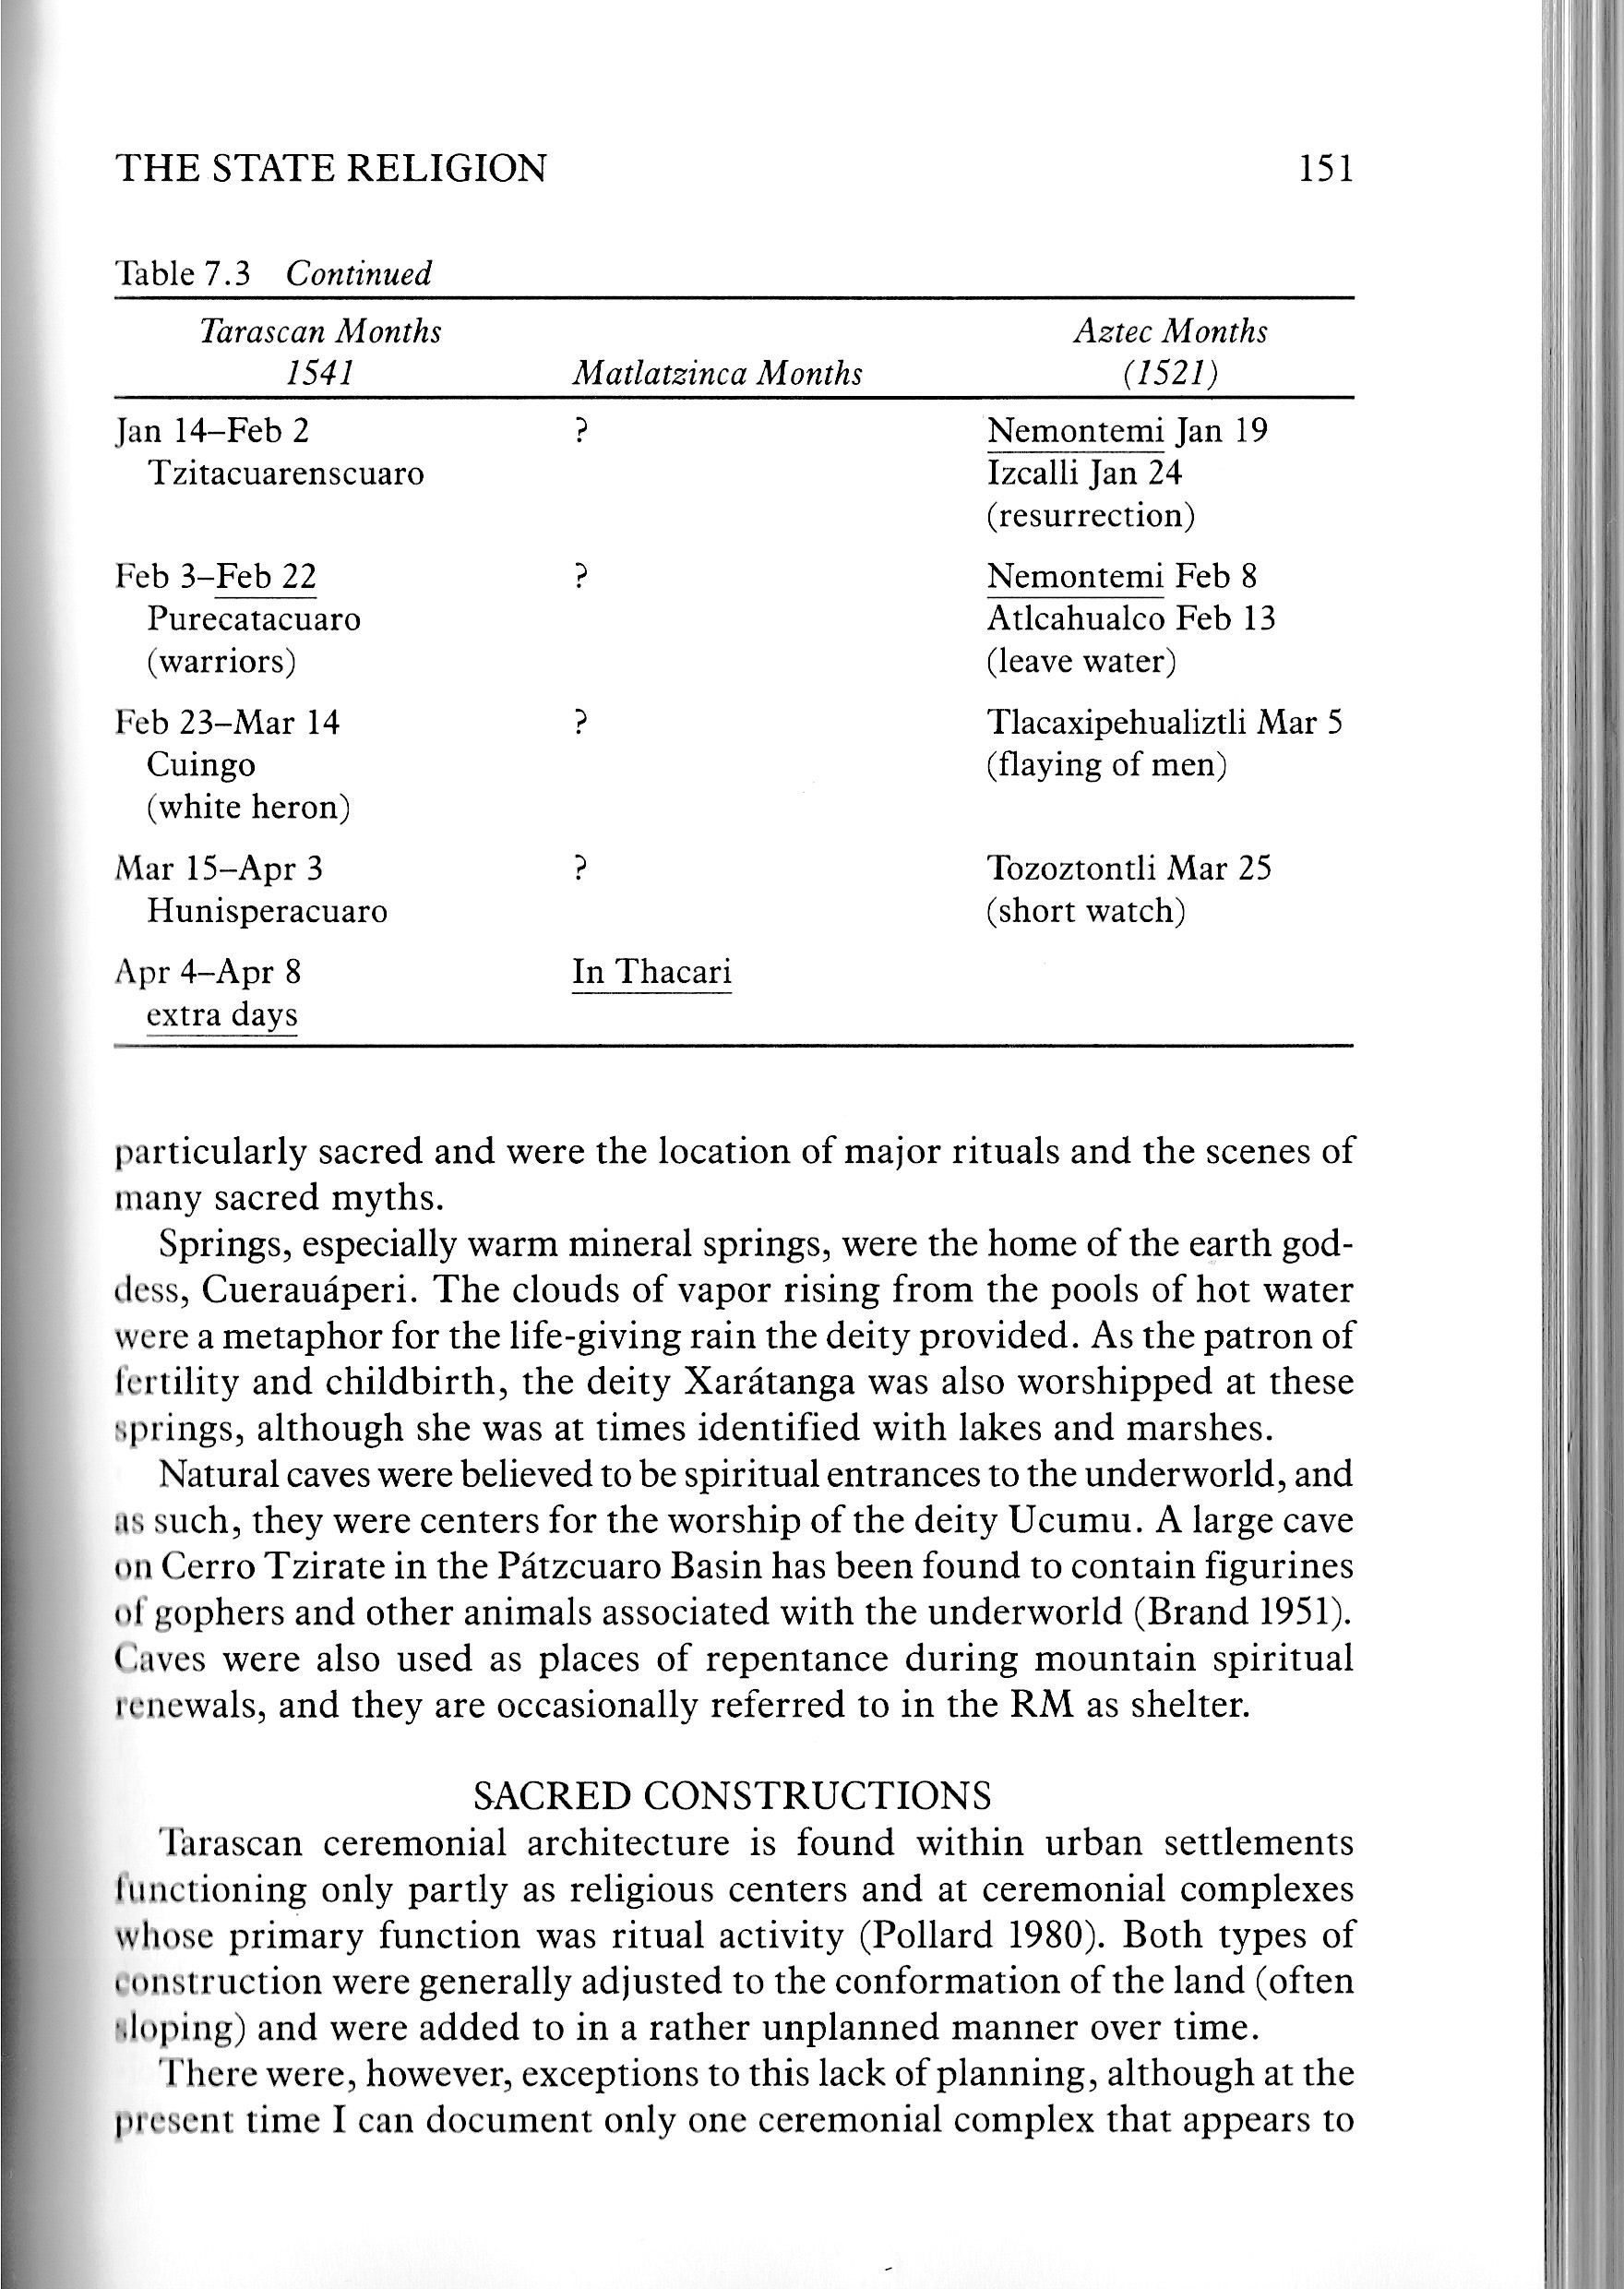 THE STATE RELIGION 151
Table 7.3 Continued
Tarascan Months Aztec Months
1541 Matlatzinca Months (1521)
Jan 14–Feb 2 ? Nemontemi Jan 19
Tzitacuarenscuaro Izcalli Jan 24
(resurrection)
Feb 3–Feb 22 ? Nemontemi Feb 8
Purecatacuaro Atlcahualco Feb 13
(warriors) (leave water)
Feb 23–Mar 14 ? Tlacaxipehualiztli Mar 5
Cuingo (flaying of men)
(white heron)
Mar 15–Apr 3 ? Tozoztontli Mar 25
Hunisperacuaro (short watch)
Apr 4–Apr 8 In Thacari
extra days
particularly sacred and were the location of major rituals and the scenes of
many sacred myths.
Springs, especially warm mineral springs, were the home of the earth god-
dess, Cuerauáperi. The clouds of vapor rising from the pools of hot water
were a metaphor for the life-giving rain the deity provided. As the patron of
fertility and childbirth, the deity Xarátanga was also worshipped at these
springs, although she was at times identified with lakes and marshes.
Natural caves were believed to be spiritual entrances to the underworld, and
as such, they were centers for the worship of the deity Ucumu. A large cave
on Cerro Tzirate in the Pátzcuaro Basin has been found to contain figurines
of gophers and other animals associated with the underworld (Brand 1951).
Caves were also used as places of repentance during mountain spiritual
renewals, and they are occasionally referred to in the RM as shelter.
SACRED CONSTRUCTIONS
Tarascan ceremonial architecture is found within urban settlements
functioning only partly as religious centers and at ceremonial complexes
whose primary function was ritual activity (Pollard 1980). Both types of
construction were generally adjusted to the conformation of the land (often
sloping) and were added to in a rather unplanned manner over time.
There were, however, exceptions to this lack of planning, although at the
present time I can document only one ceremonial complex that appears to